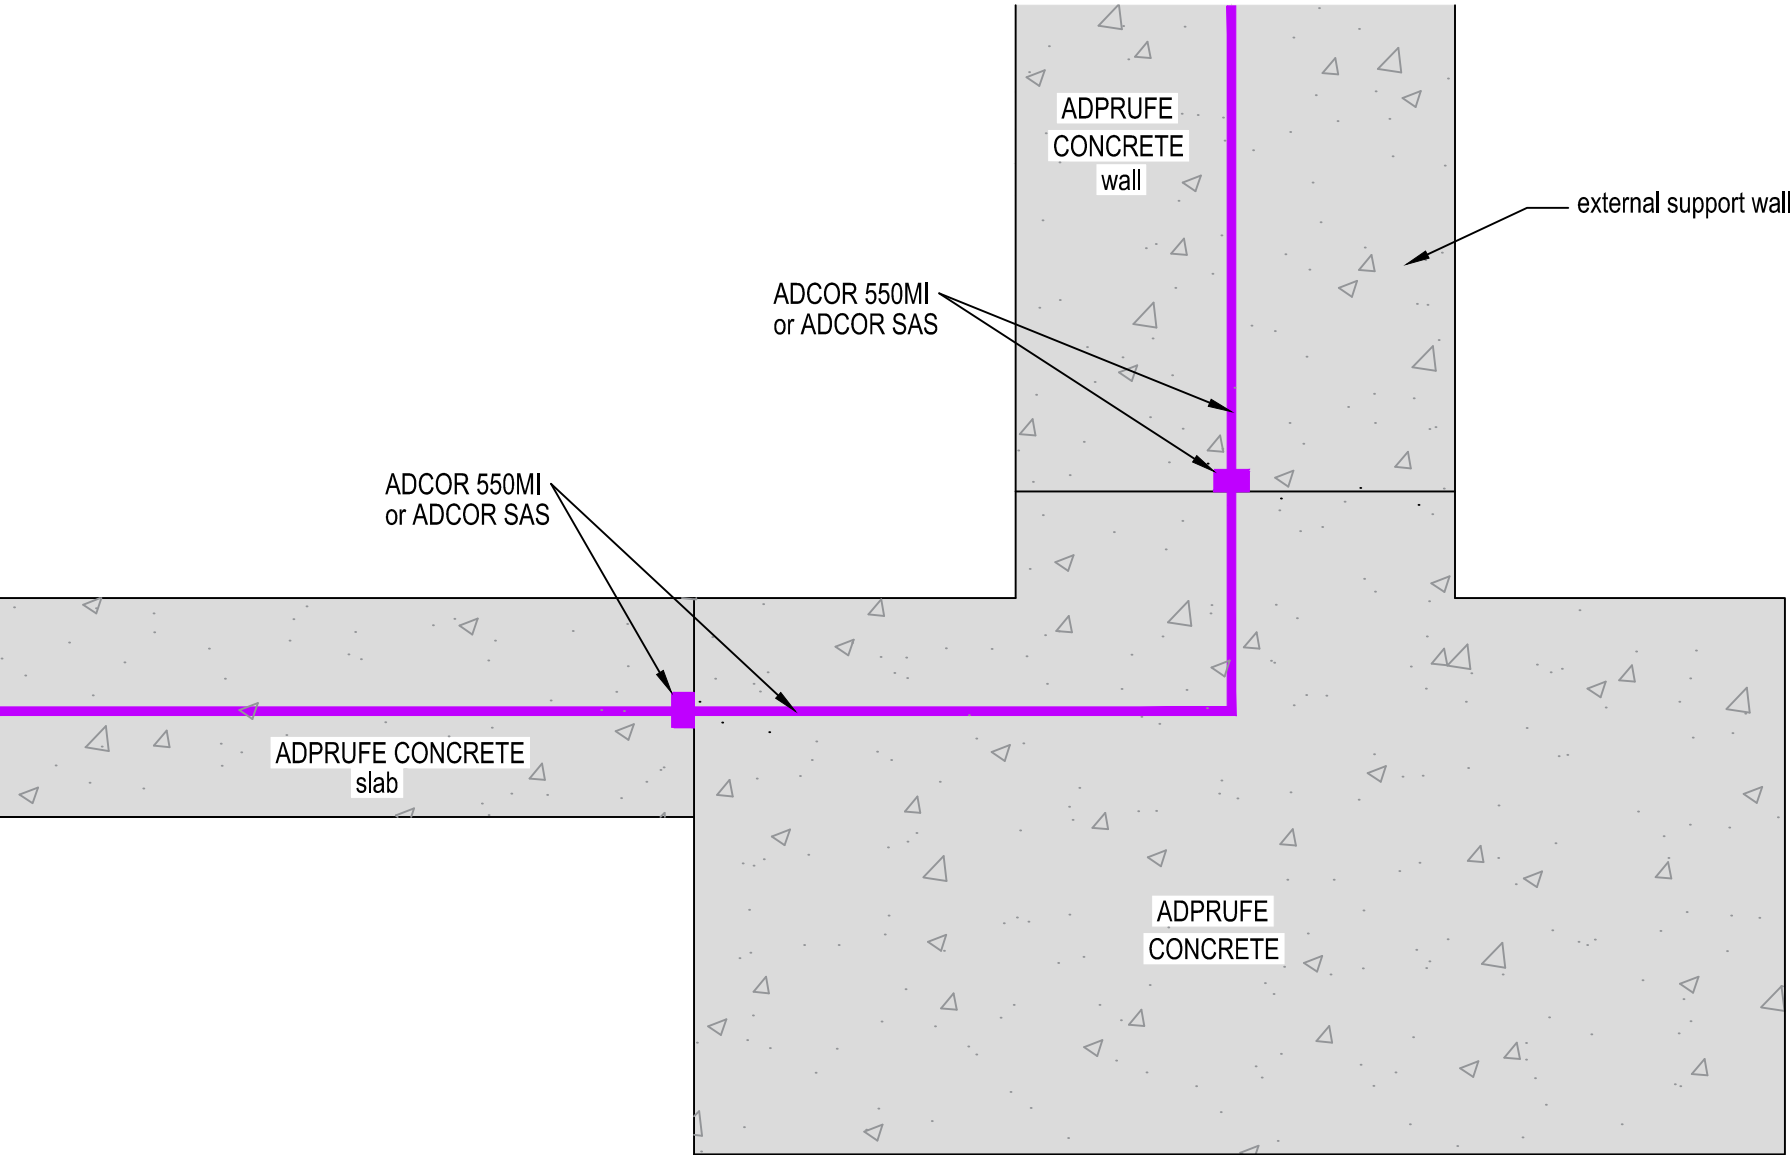 ADPRUFE
CONCRETE
wall
external support wall
ADCOR 550MI
or ADCOR SAS
ADCOR 550MI
or ADCOR SAS
ADPRUFE CONCRETE
slab
ADPRUFE
CONCRETE